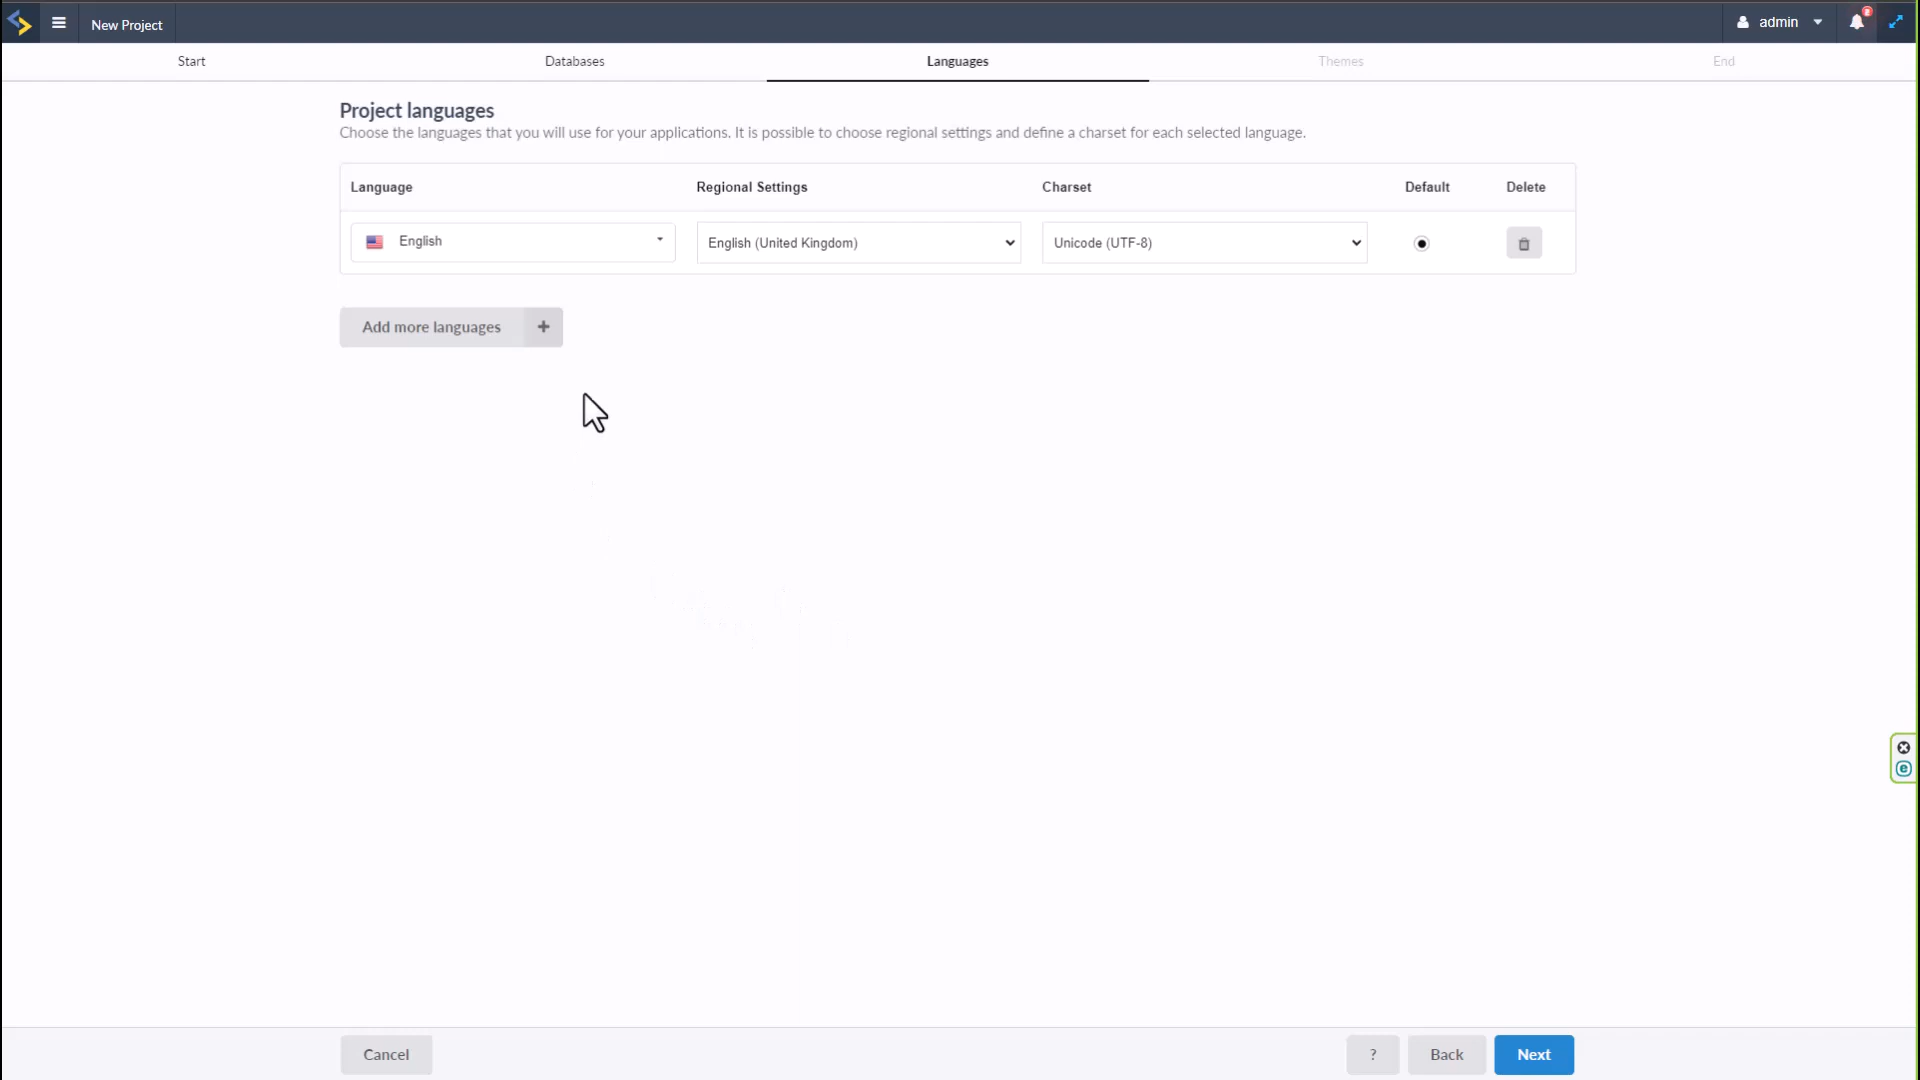 New Project
admin
2
Start
Databases
Languages
Themes
End
Project languages
Choose the languages that you will use for your applications. It is possible to choose regional settings and define a charset for each selected language.
Language Regional Settings Charset Default Delete
English English (United Kingdom) Unicode (UTF-8)
Add more languages +
Cancel ? Back Next